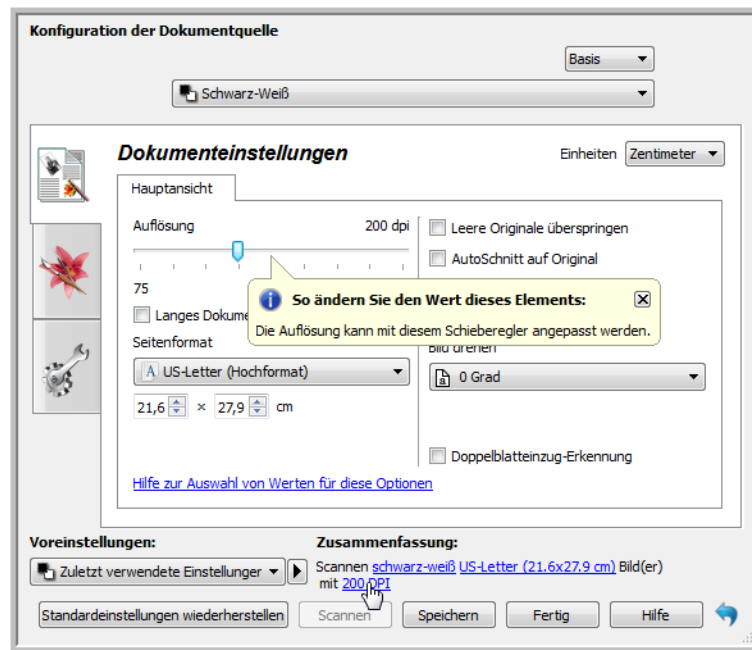 Konfiguration der Dokumentquelle
Basis
Schwarz-Weiß
Dokumenteinstellungen
Einheiten Zentimeter
Hauptansicht
Auflösung 200 dpi
75
Leere Originale überspringen
AutoSchnitt auf Original
So ändern Sie den Wert dieses Elements:
Die Auflösung kann mit diesem Schieberegler angepasst werden.
Langes Dokume
Seitenformat
US-Letter (Hochformat)
21,6 × 27,9 cm
Bild drehen
0 Grad
Doppelblatteinzug-Erkennung
Hilfe zur Auswahl von Werten für diese Optionen
Voreinstellungen:
Zuletzt verwendete Einstellunger
Zusammenfassung:
Scannen schwarz-weiß US-Letter (21.6x27.9 cm) Bild(er)
mit 200 DPI
Standardeinstellungen wiederherstellen Scannen Speichern Fertig Hilfe